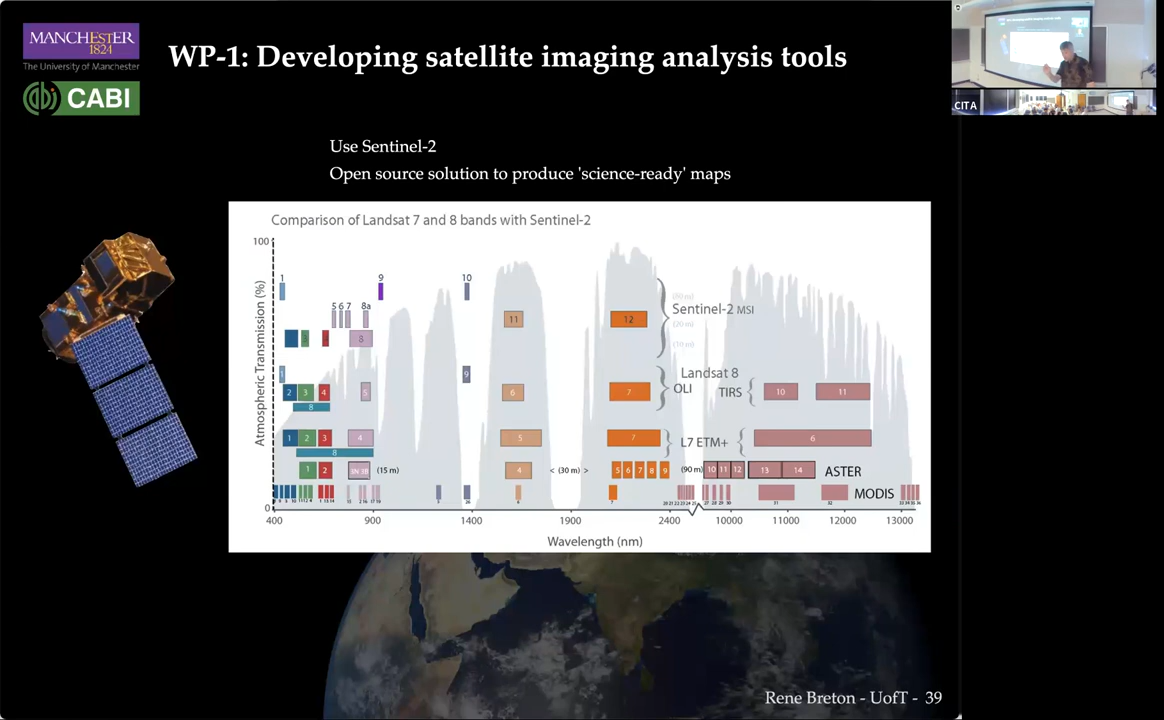 MANCHESTER
1824
The University of Manchester
CABI
WP-1: Developing satellite imaging analysis tools
CITA
Use Sentinel-2
Open source solution to produce 'science-ready' maps
Comparison of Landsat 7 and 8 bands with Sentinel-2
100
Atmospheric Transmission (%)
0
1 9 10
5 6 7 8a
11 12
8
Sentinel-2 MSI
(60 m)
(20 m)
(10 m)
1 9
2 3 4 5 6 7
8
Landsat 8
OLI
TIRS
10 11
1 2 3 4 5 7
8
L7 ETM+
6
1 2 3N 3B (15 m) 4 < (30 m) > 5 6 7 8 9 (90 m) 10 11 12 13 14 ASTER
MODIS
400 900 1400 1900 2400 10000 11000 12000 13000
Wavelength (nm)
Rene Breton - UofT - 39